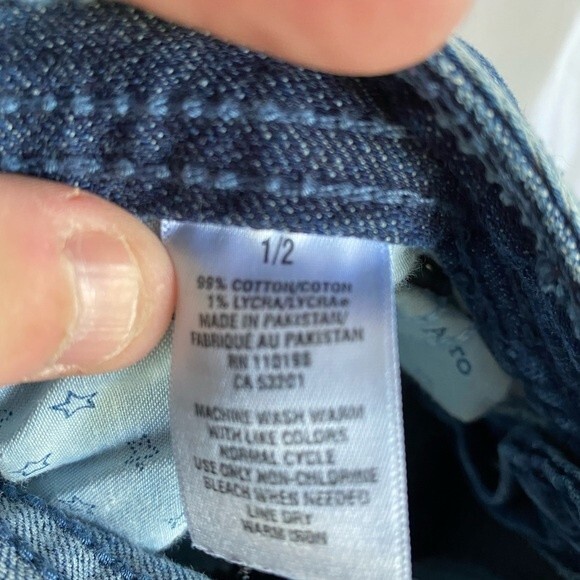 1/2
99% COTTON/COTON
1% LYCRA/LYCRA®
MADE IN PAKISTAN/
FABRIQUÉ AU PAKISTAN
RN 110198
CA 53201
MACHINE WASH WARM
WITH LIKE COLORS
NORMAL CYCLE
USE ONLY NON-CHLORINE
BLEACH WHEN NEEDED
LINE DRY
WARM IRON